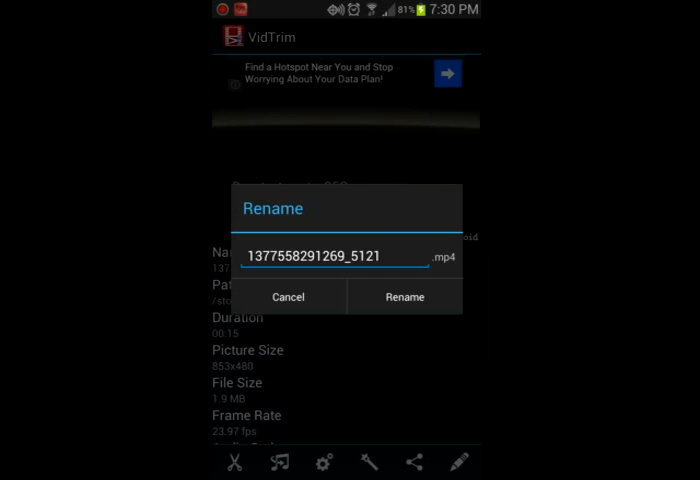 81% 7:30 PM
VidTrim
Find a Hotspot Near You and Stop
Worrying About Your Data Plan!
Rename
1377558291269_5121 .mp4
Cancel Rename
Duration
00:15
Picture Size
853x480
File Size
1.9 MB
Frame Rate
23.97 fps